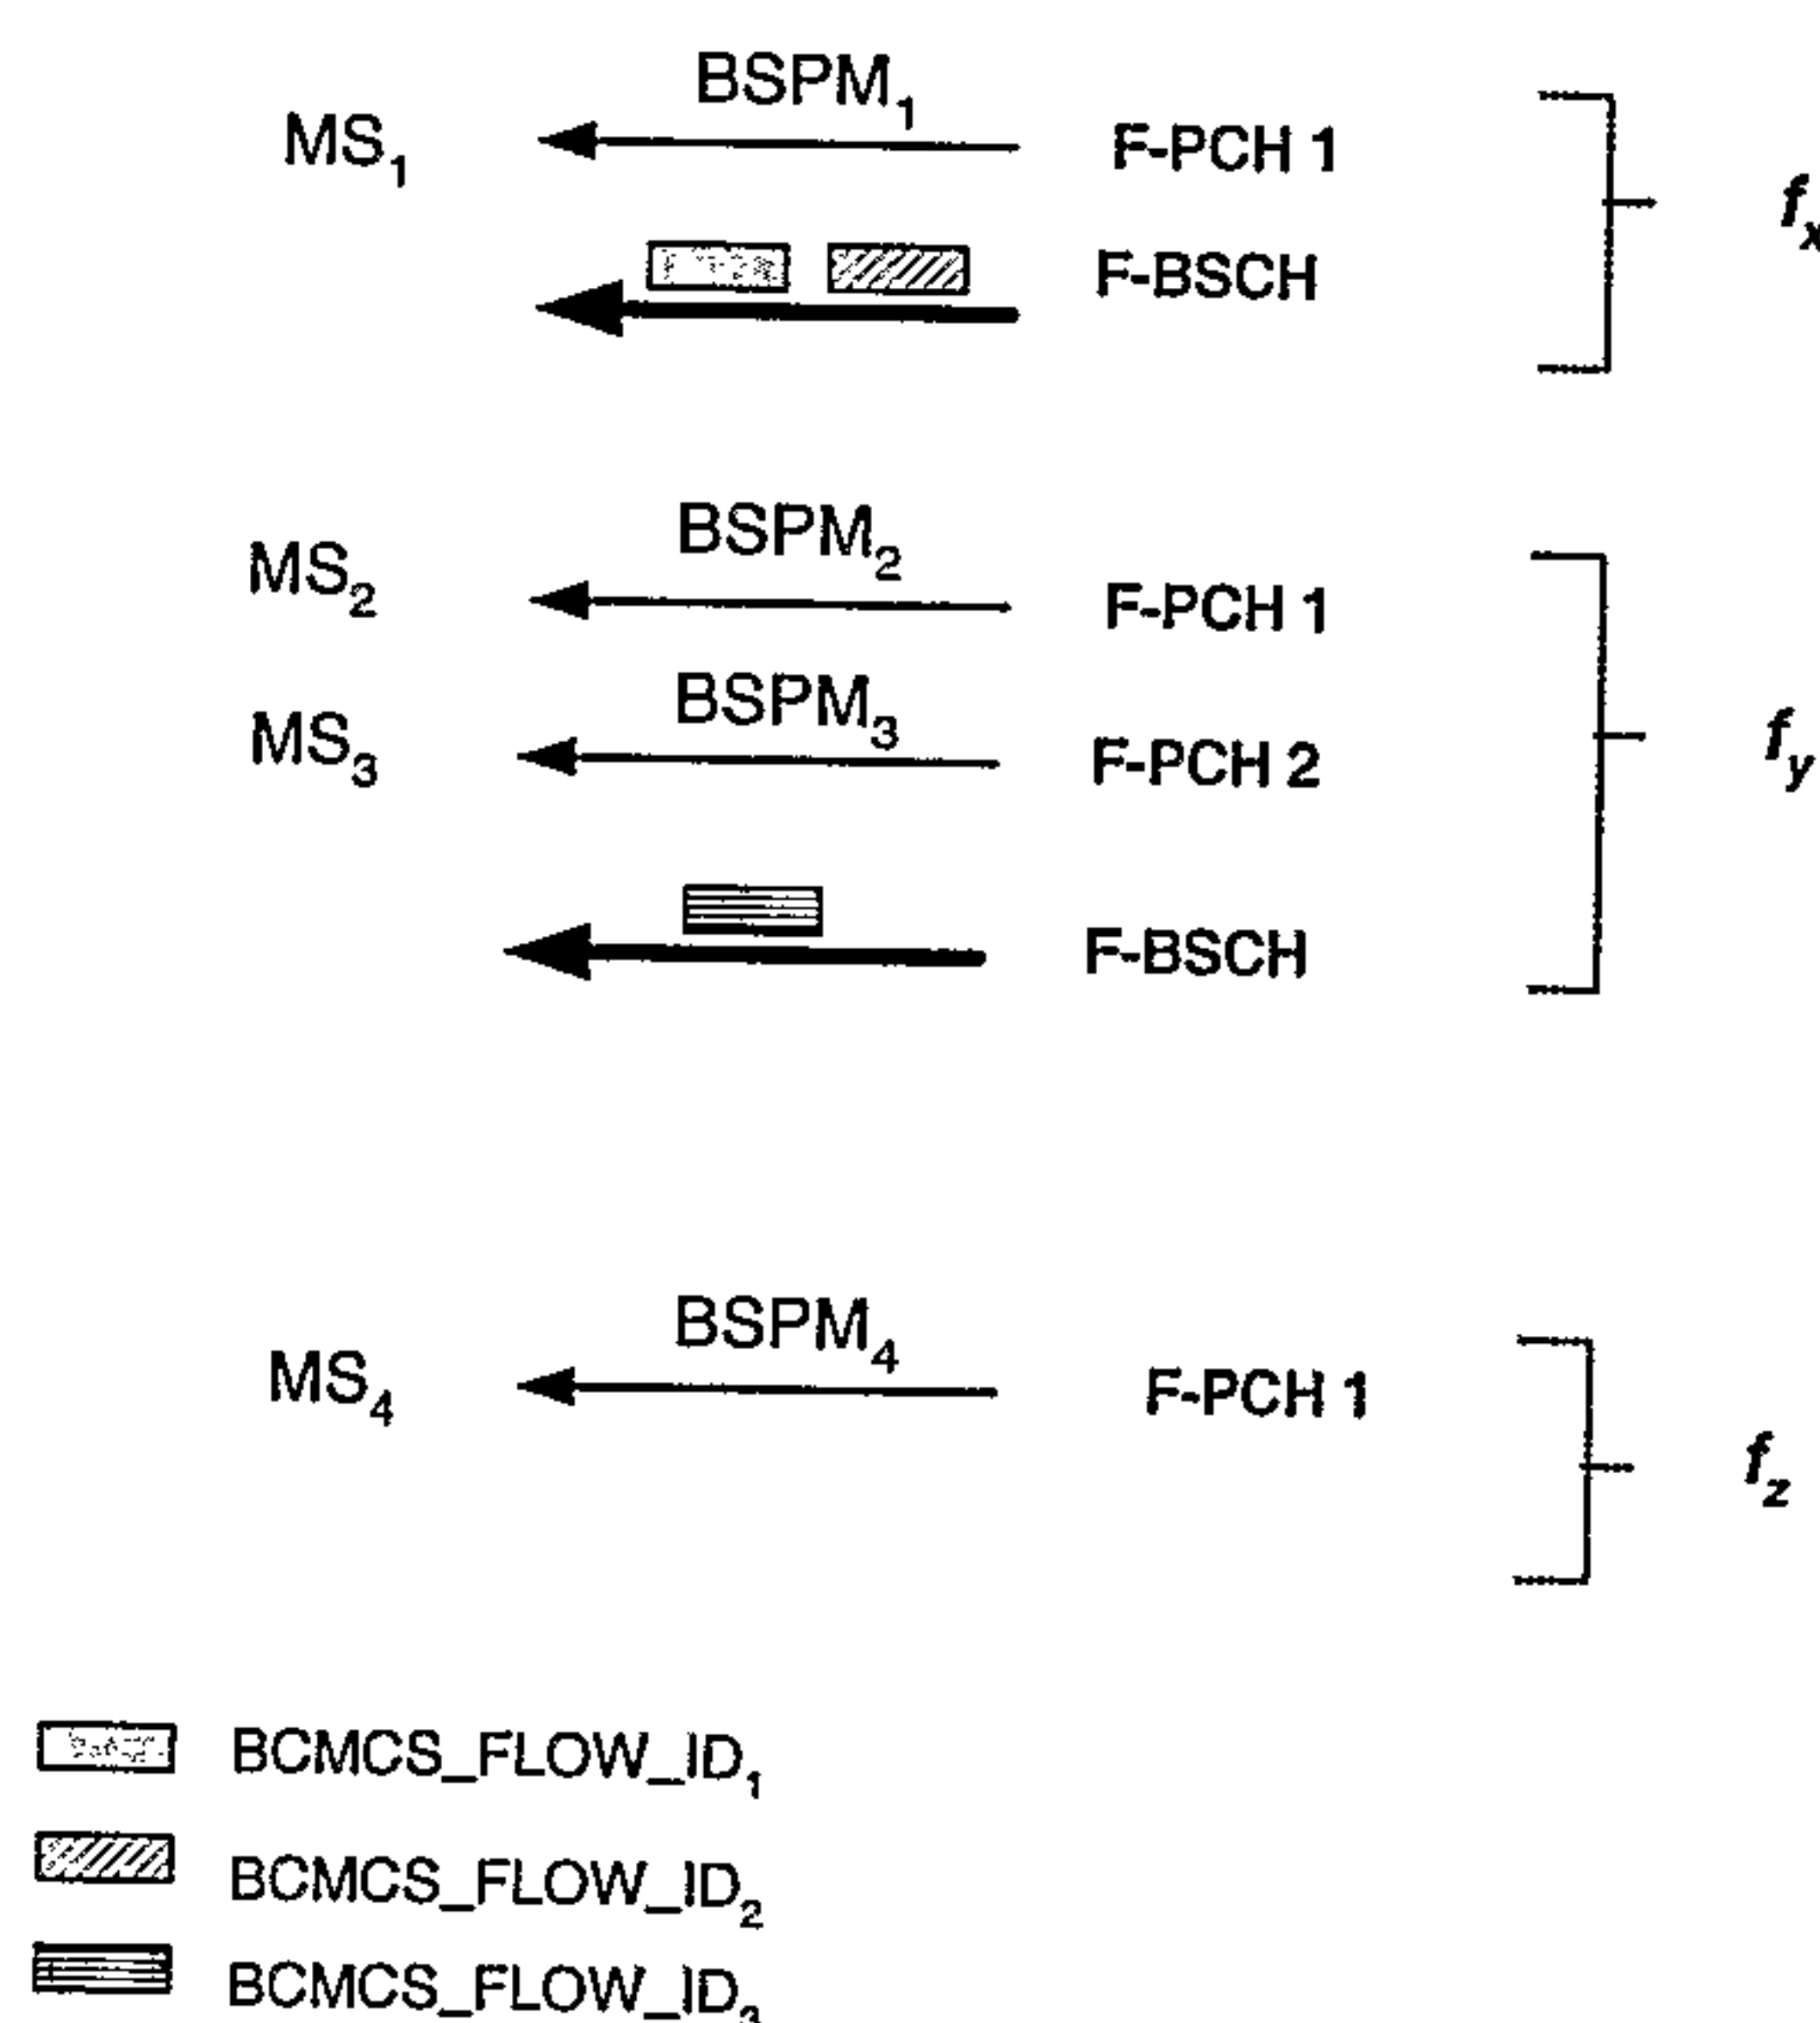 BSPM1
MS1 F-PCH 1
fx
F-BSCH
BSPM2
MS2 F-PCH 1
BSPM3
MS3 F-PCH 2
fy
F-BSCH
BSPM4
MS4 F-PCH 1
fz
BCMCS_FLOW_ID1
BCMCS_FLOW_ID2
BCMCS_FLOW_ID3